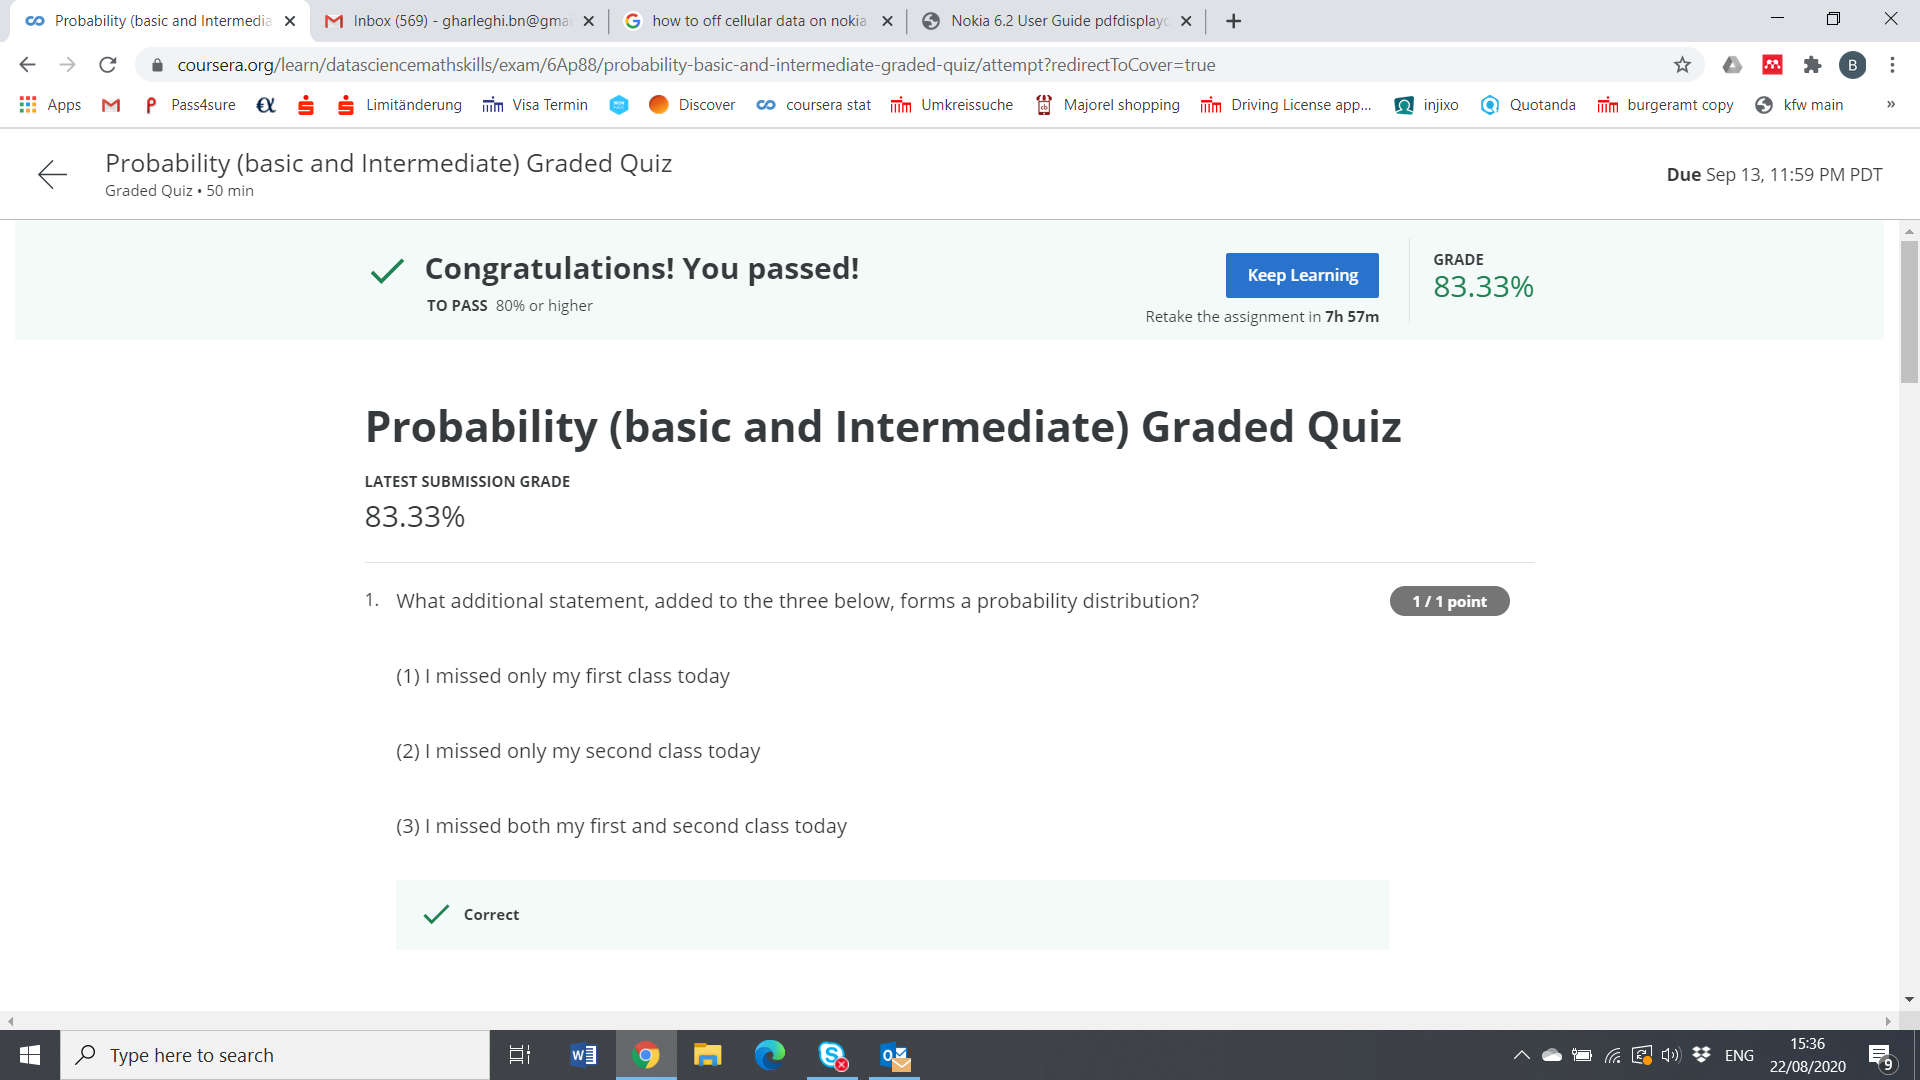 Probability (basic and Intermedia
Inbox (569) - gharleghi.bn@gmai
how to off cellular data on nokia
Nokia 6.2 User Guide pdfdisplayd
coursera.org/learn/datasciencemathskills/exam/6Ap88/probability-basic-and-intermediate-graded-quiz/attempt?redirectToCover=true
B
Apps
Pass4sure
Limitänderung
Visa Termin
Discover
coursera stat
Umkreissuche
Majorel shopping
Driving License app...
injixo
Quotanda
burgeramt copy
kfw main
»
Probability (basic and Intermediate) Graded Quiz
Graded Quiz • 50 min
Due Sep 13, 11:59 PM PDT
Congratulations! You passed!
TO PASS 80% or higher
Keep Learning
Retake the assignment in 7h 57m
GRADE
83.33%
Probability (basic and Intermediate) Graded Quiz
LATEST SUBMISSION GRADE
83.33%
1. What additional statement, added to the three below, forms a probability distribution?
1 / 1 point
(1) I missed only my first class today
(2) I missed only my second class today
(3) I missed both my first and second class today
Correct
Type here to search
ENG
15:36
22/08/2020
9